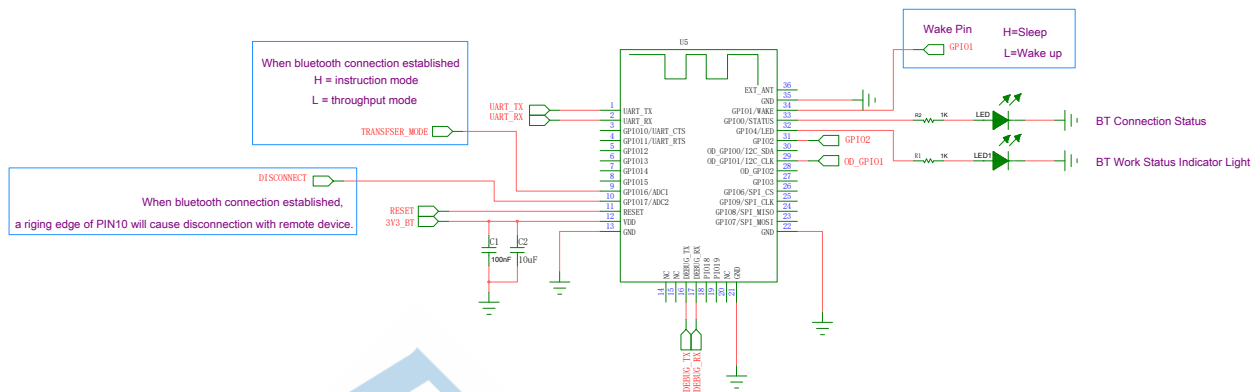 When bluetooth connection established
H = instruction mode
L = throughput mode
UART_TX
UART_RX
TRANSFSER_MODE
DISCONNECT
When bluetooth connection established,
a riging edge of PIN10 will cause disconnection with remote device.
RESET
3V3_BT
C1
100nF
C2
10uF
U5
1 UART_TX
2 UART_RX
3 GPIO10/UART_CTS
4 GPIO11/UART_RTS
5 GPIO12
6 GPIO13
7 GPIO14
8 GPIO15
9 GPIO16/ADC1
10 GPIO17/ADC2
11 RESET
12 VDD
13 GND
14 NC
15 NC
16 DEBUG_TX
17 DEBUG_RX
18 PIO18
19 PIO19
20 NC
21 GND
DEBUG_TX
DEBUG_RX
EXT_ANT 36
GND 35
GPIO1/WAKE 34
GPIO0/STATUS 33
GPIO4/LED 32
GPIO2 31
OD_GPIO0/I2C_SDA 30
OD_GPIO1/I2C_CLK 29
OD_GPIO2 28
GPIO3 27
GPIO6/SPI_CS 26
GPIO9/SPI_CLK 25
GPIO8/SPI_MISO 24
GPIO7/SPI_MOSI 23
GND 22
Wake Pin H=Sleep
GPIO1
L=Wake up
R2 1K LED
BT Connection Status
GPIO2
OD_GPIO1
R1 1K LED1
BT Work Status Indicator Light